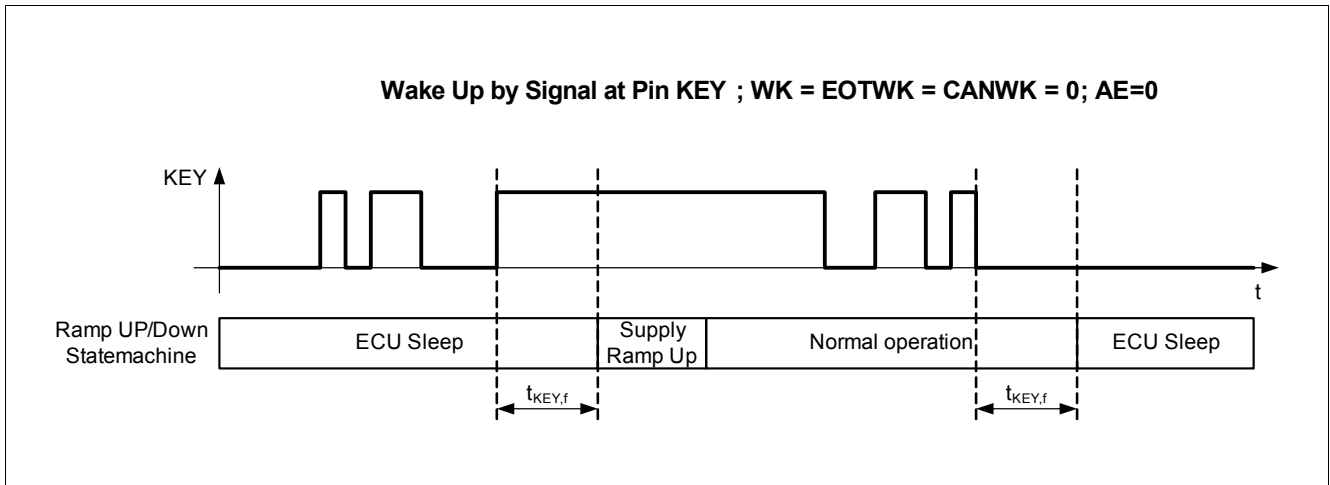 Wake Up by Signal at Pin KEY ; WK = EOTWK = CANWK = 0; AE=0
KEY
t
Ramp UP/Down
Statemachine
ECU Sleep
Supply
Ramp Up
Normal operation
ECU Sleep
tKEY,f
tKEY,f